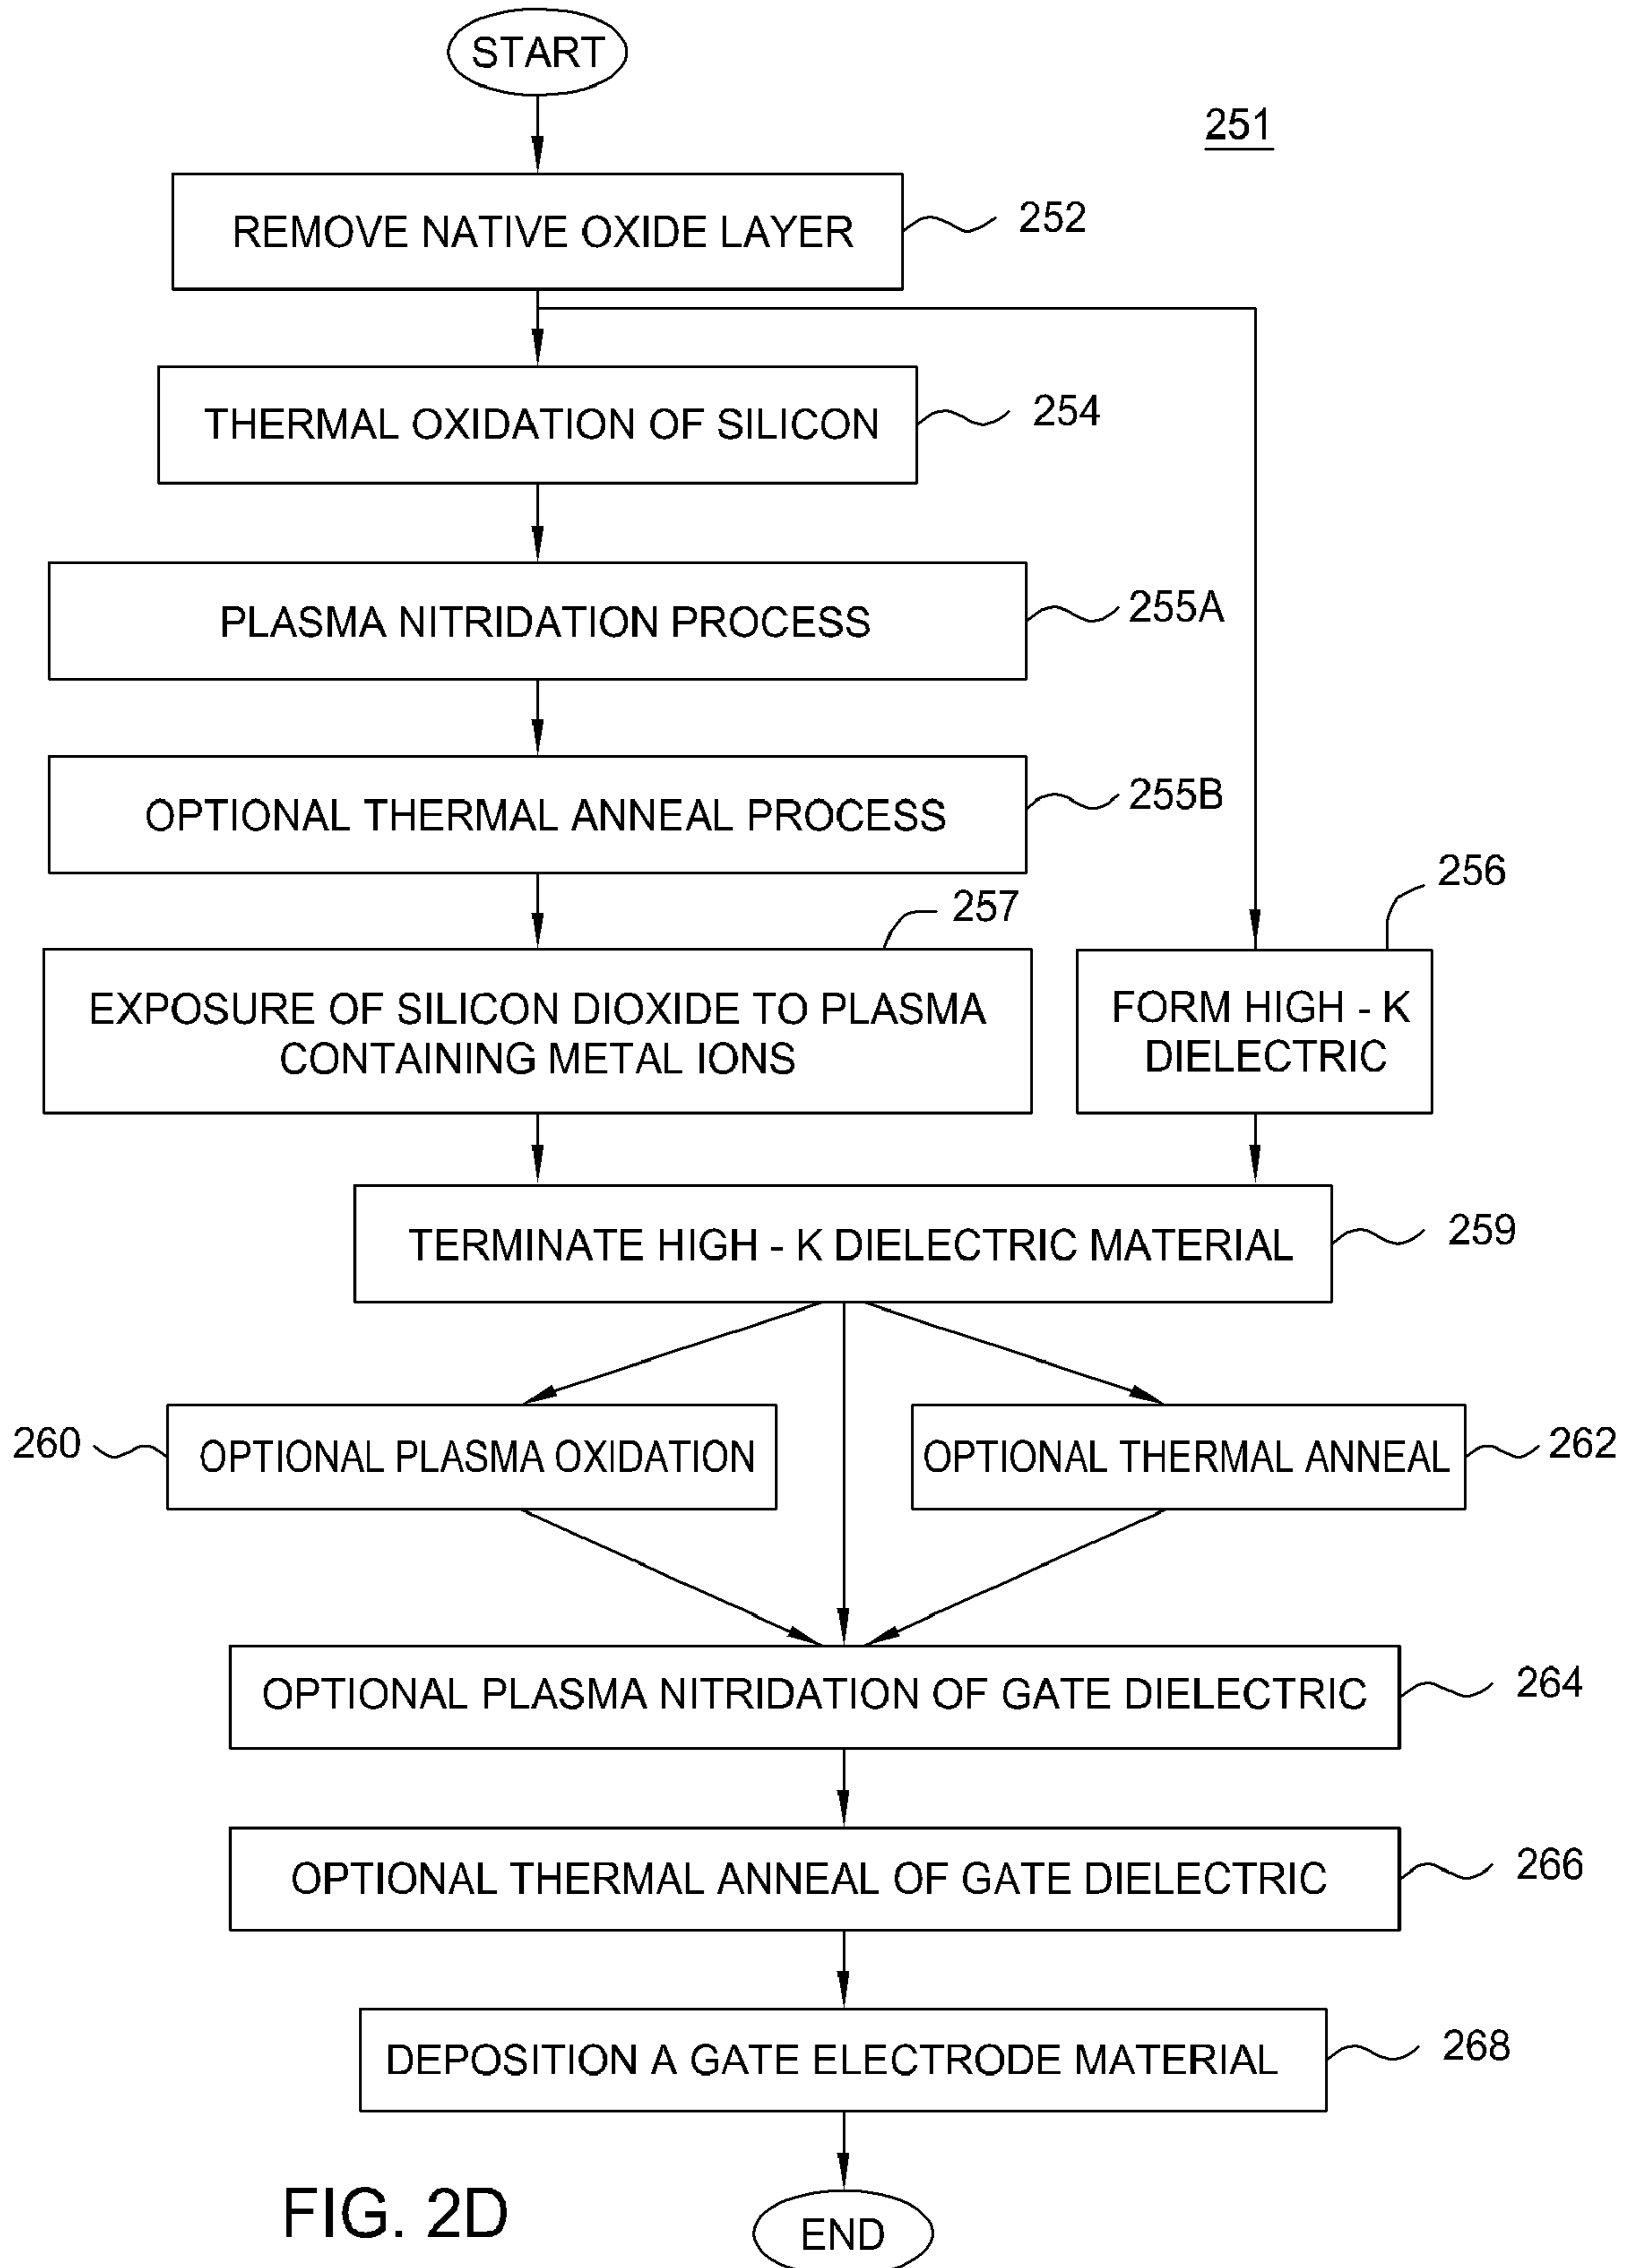 START
251
REMOVE NATIVE OXIDE LAYER
252
THERMAL OXIDATION OF SILICON
254
PLASMA NITRIDATION PROCESS
255A
OPTIONAL THERMAL ANNEAL PROCESS
255B
257
256
EXPOSURE OF SILICON DIOXIDE TO PLASMA
CONTAINING METAL IONS
FORM HIGH - K
DIELECTRIC
TERMINATE HIGH - K DIELECTRIC MATERIAL
259
260
OPTIONAL PLASMA OXIDATION
OPTIONAL THERMAL ANNEAL
262
OPTIONAL PLASMA NITRIDATION OF GATE DIELECTRIC
264
OPTIONAL THERMAL ANNEAL OF GATE DIELECTRIC
266
DEPOSITION A GATE ELECTRODE MATERIAL
268
FIG. 2D
END